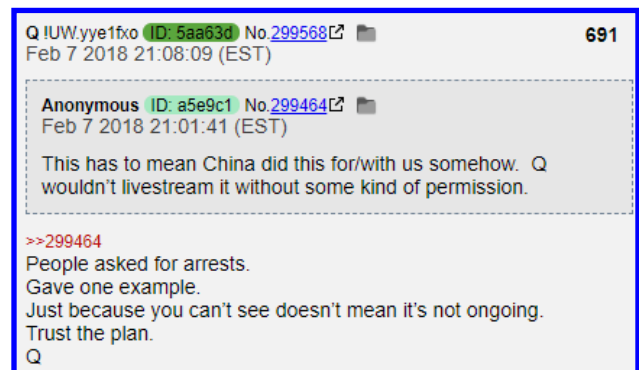 Q !UW.yye1fxo ID: 5aa63d No.299568 691
Feb 7 2018 21:08:09 (EST)
Anonymous ID: a5e9c1 No.299464
Feb 7 2018 21:01:41 (EST)
This has to mean China did this for/with us somehow. Q
wouldn't livestream it without some kind of permission.
>>299464
People asked for arrests.
Gave one example.
Just because you can't see doesn't mean it's not ongoing.
Trust the plan.
Q